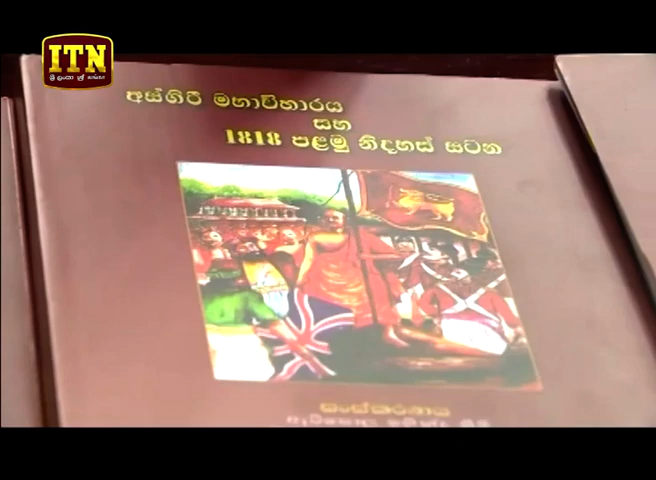 ITN
ශ්‍රී ලංකා
අස්ගිරි මහාවිහාරය
සහ
1818 පළමු නිදහස් සටන
සංස්කරණය